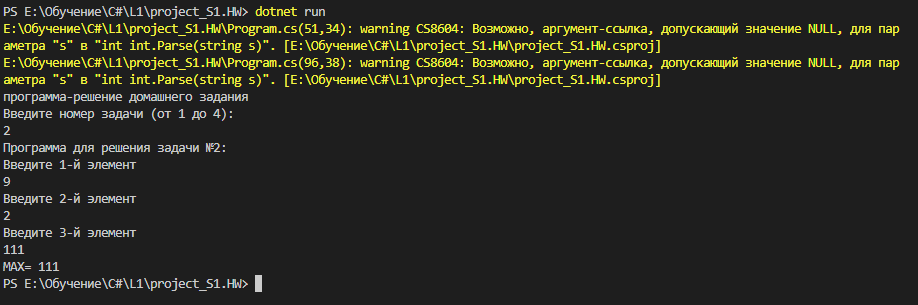 PS E:\Обучение\C#\L1\project_S1.HW> dotnet run
E:\Обучение\C#\L1\project_S1.HW\Program.cs(51,34): warning CS8604: Возможно, аргумент-ссылка, допускающий значение NULL, для пар
аметра "s" в "int int.Parse(string s)". [E:\Обучение\C#\L1\project_S1.HW\project_S1.HW.csproj]
E:\Обучение\C#\L1\project_S1.HW\Program.cs(96,38): warning CS8604: Возможно, аргумент-ссылка, допускающий значение NULL, для пар
аметра "s" в "int int.Parse(string s)". [E:\Обучение\C#\L1\project_S1.HW\project_S1.HW.csproj]
программа-решение домашнего задания
Введите номер задачи (от 1 до 4):
2
Программа для решения задачи №2:
Введите 1-й элемент
9
Введите 2-й элемент
2
Введите 3-й элемент
111
MAX= 111
PS E:\Обучение\C#\L1\project_S1.HW>